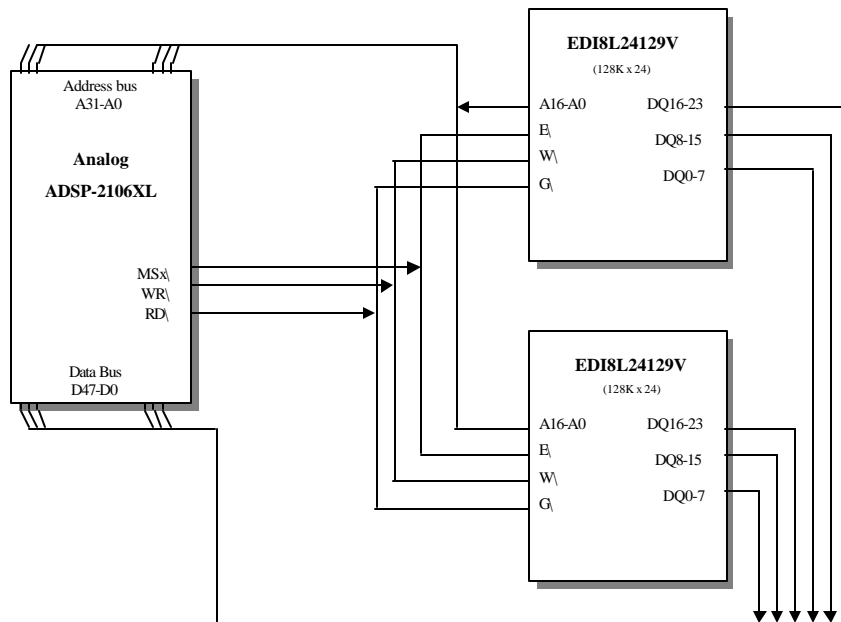 Address bus
A31-A0
Analog
ADSP-2106XL
MSx\
WR\
RD\
Data Bus
D47-D0
EDI8L24129V
(128K x 24)
A16-A0
E\
W\
G\
DQ16-23
DQ8-15
DQ0-7
EDI8L24129V
(128K x 24)
A16-A0
E\
W\
G\
DQ16-23
DQ8-15
DQ0-7